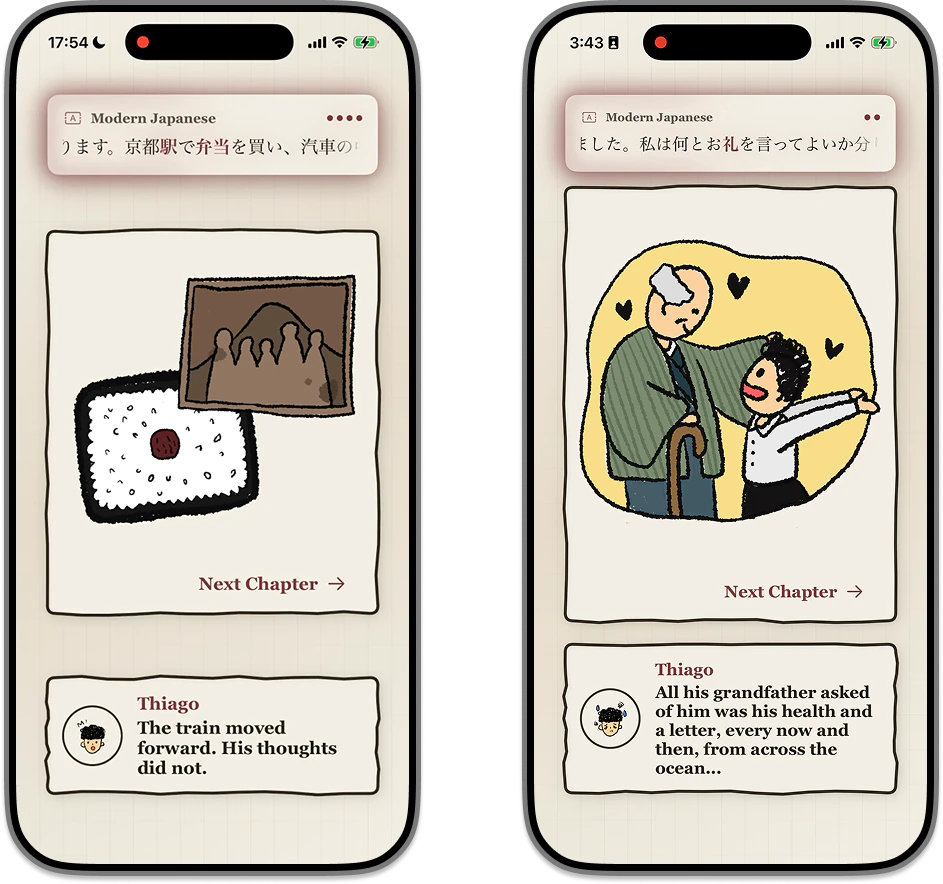 17:54
Modern Japanese
ります。京都駅で弁当を買い、汽車の
Next Chapter →
Thiago
The train moved
forward. His thoughts
did not.
3:43
Modern Japanese
ました。私は何とお礼を言ってよいか分
Next Chapter →
Thiago
All his grandfather asked
of him was his health and
a letter, every now and
then, from across the
ocean...